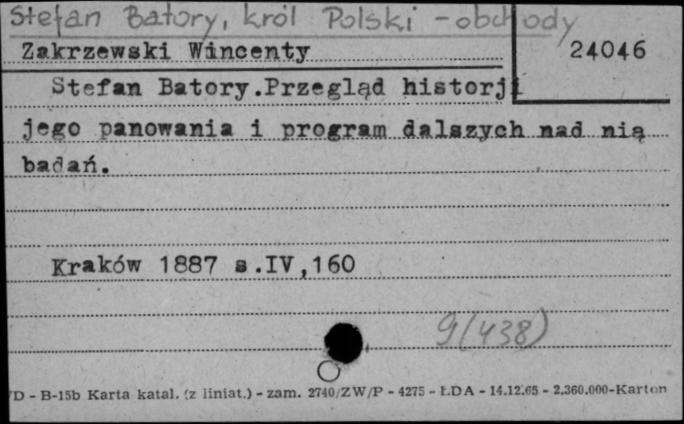 Stefan Batory, król Polski - obchody
Zakrzewski Wincenty
24046
Stefan Batory.Przegląd historji
jego panowania i program dalszych nad nią
badań.
Kraków 1887 s.IV,160
9(438)
D - B-15b Karta katal. (z liniat.) - zam. 2740/ZW/P - 4275 - ŁDA - 14.12.65 - 2.360.000-Karton